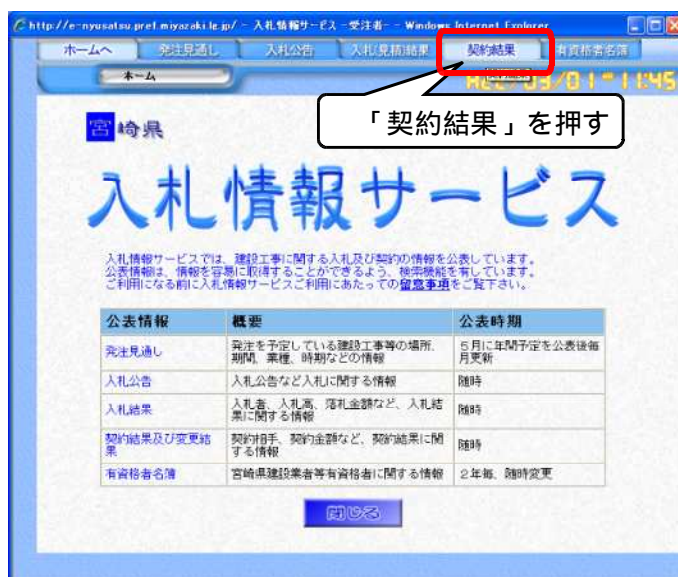 http://e-nyusatsu.pref.miyazaki.lg.jp/ - 入札情報サービス -受注者- - Windows Internet Explorer
ホームへ 発注見通し 入札公告 入札(見積)結果 契約結果 有資格者名簿
ホーム
「契約結果」を押す
宮崎県
入札情報サービス
入札情報サービスでは、建設工事に関する入札及び契約の情報を公表しています。
公表情報は、情報を容易に取得することができるよう、検索機能を有しています。
ご利用になる前に入札情報サービスご利用にあたっての留意事項をご覧下さい。
公表情報 概要 公表時期
発注見通し 発注を予定している建設工事等の場所、期間、業種、時期などの情報 5月に年間予定を公表後毎月更新
入札公告 入札公告など入札に関する情報 随時
入札結果 入札者、入札高、落札金額など、入札結果に関する情報 随時
契約結果及び変更結果 契約相手、契約金額など、契約結果に関する情報 随時
有資格者名簿 宮崎県建設業者等有資格者に関する情報 2年毎、随時変更
閉じる